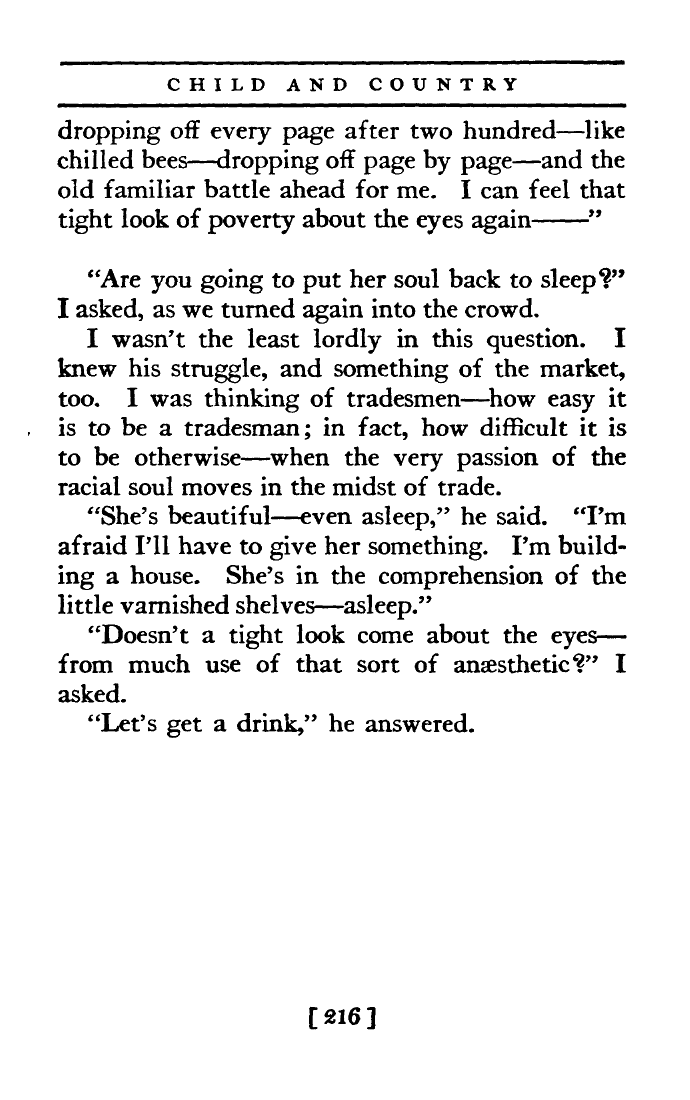 CHILD AND COUNTRY
dropping off every page after two hundred—like
chilled bees—dropping off page by page—and the
old familiar battle ahead for me. I can feel that
tight look of poverty about the eyes again——”
“Are you going to put her soul back to sleep?”
I asked, as we turned again into the crowd.
I wasn’t the least lordly in this question. I
knew his struggle, and something of the market,
too. I was thinking of tradesmen—how easy it
is to be a tradesman; in fact, how difficult it is
to be otherwise—when the very passion of the
racial soul moves in the midst of trade.
“She’s beautiful—even asleep,” he said. “I’m
afraid I’ll have to give her something. I’m build-
ing a house. She’s in the comprehension of the
little varnished shelves—asleep.”
“Doesn’t a tight look come about the eyes—
from much use of that sort of anæsthetic?” I
asked.
“Let’s get a drink,” he answered.
[216]